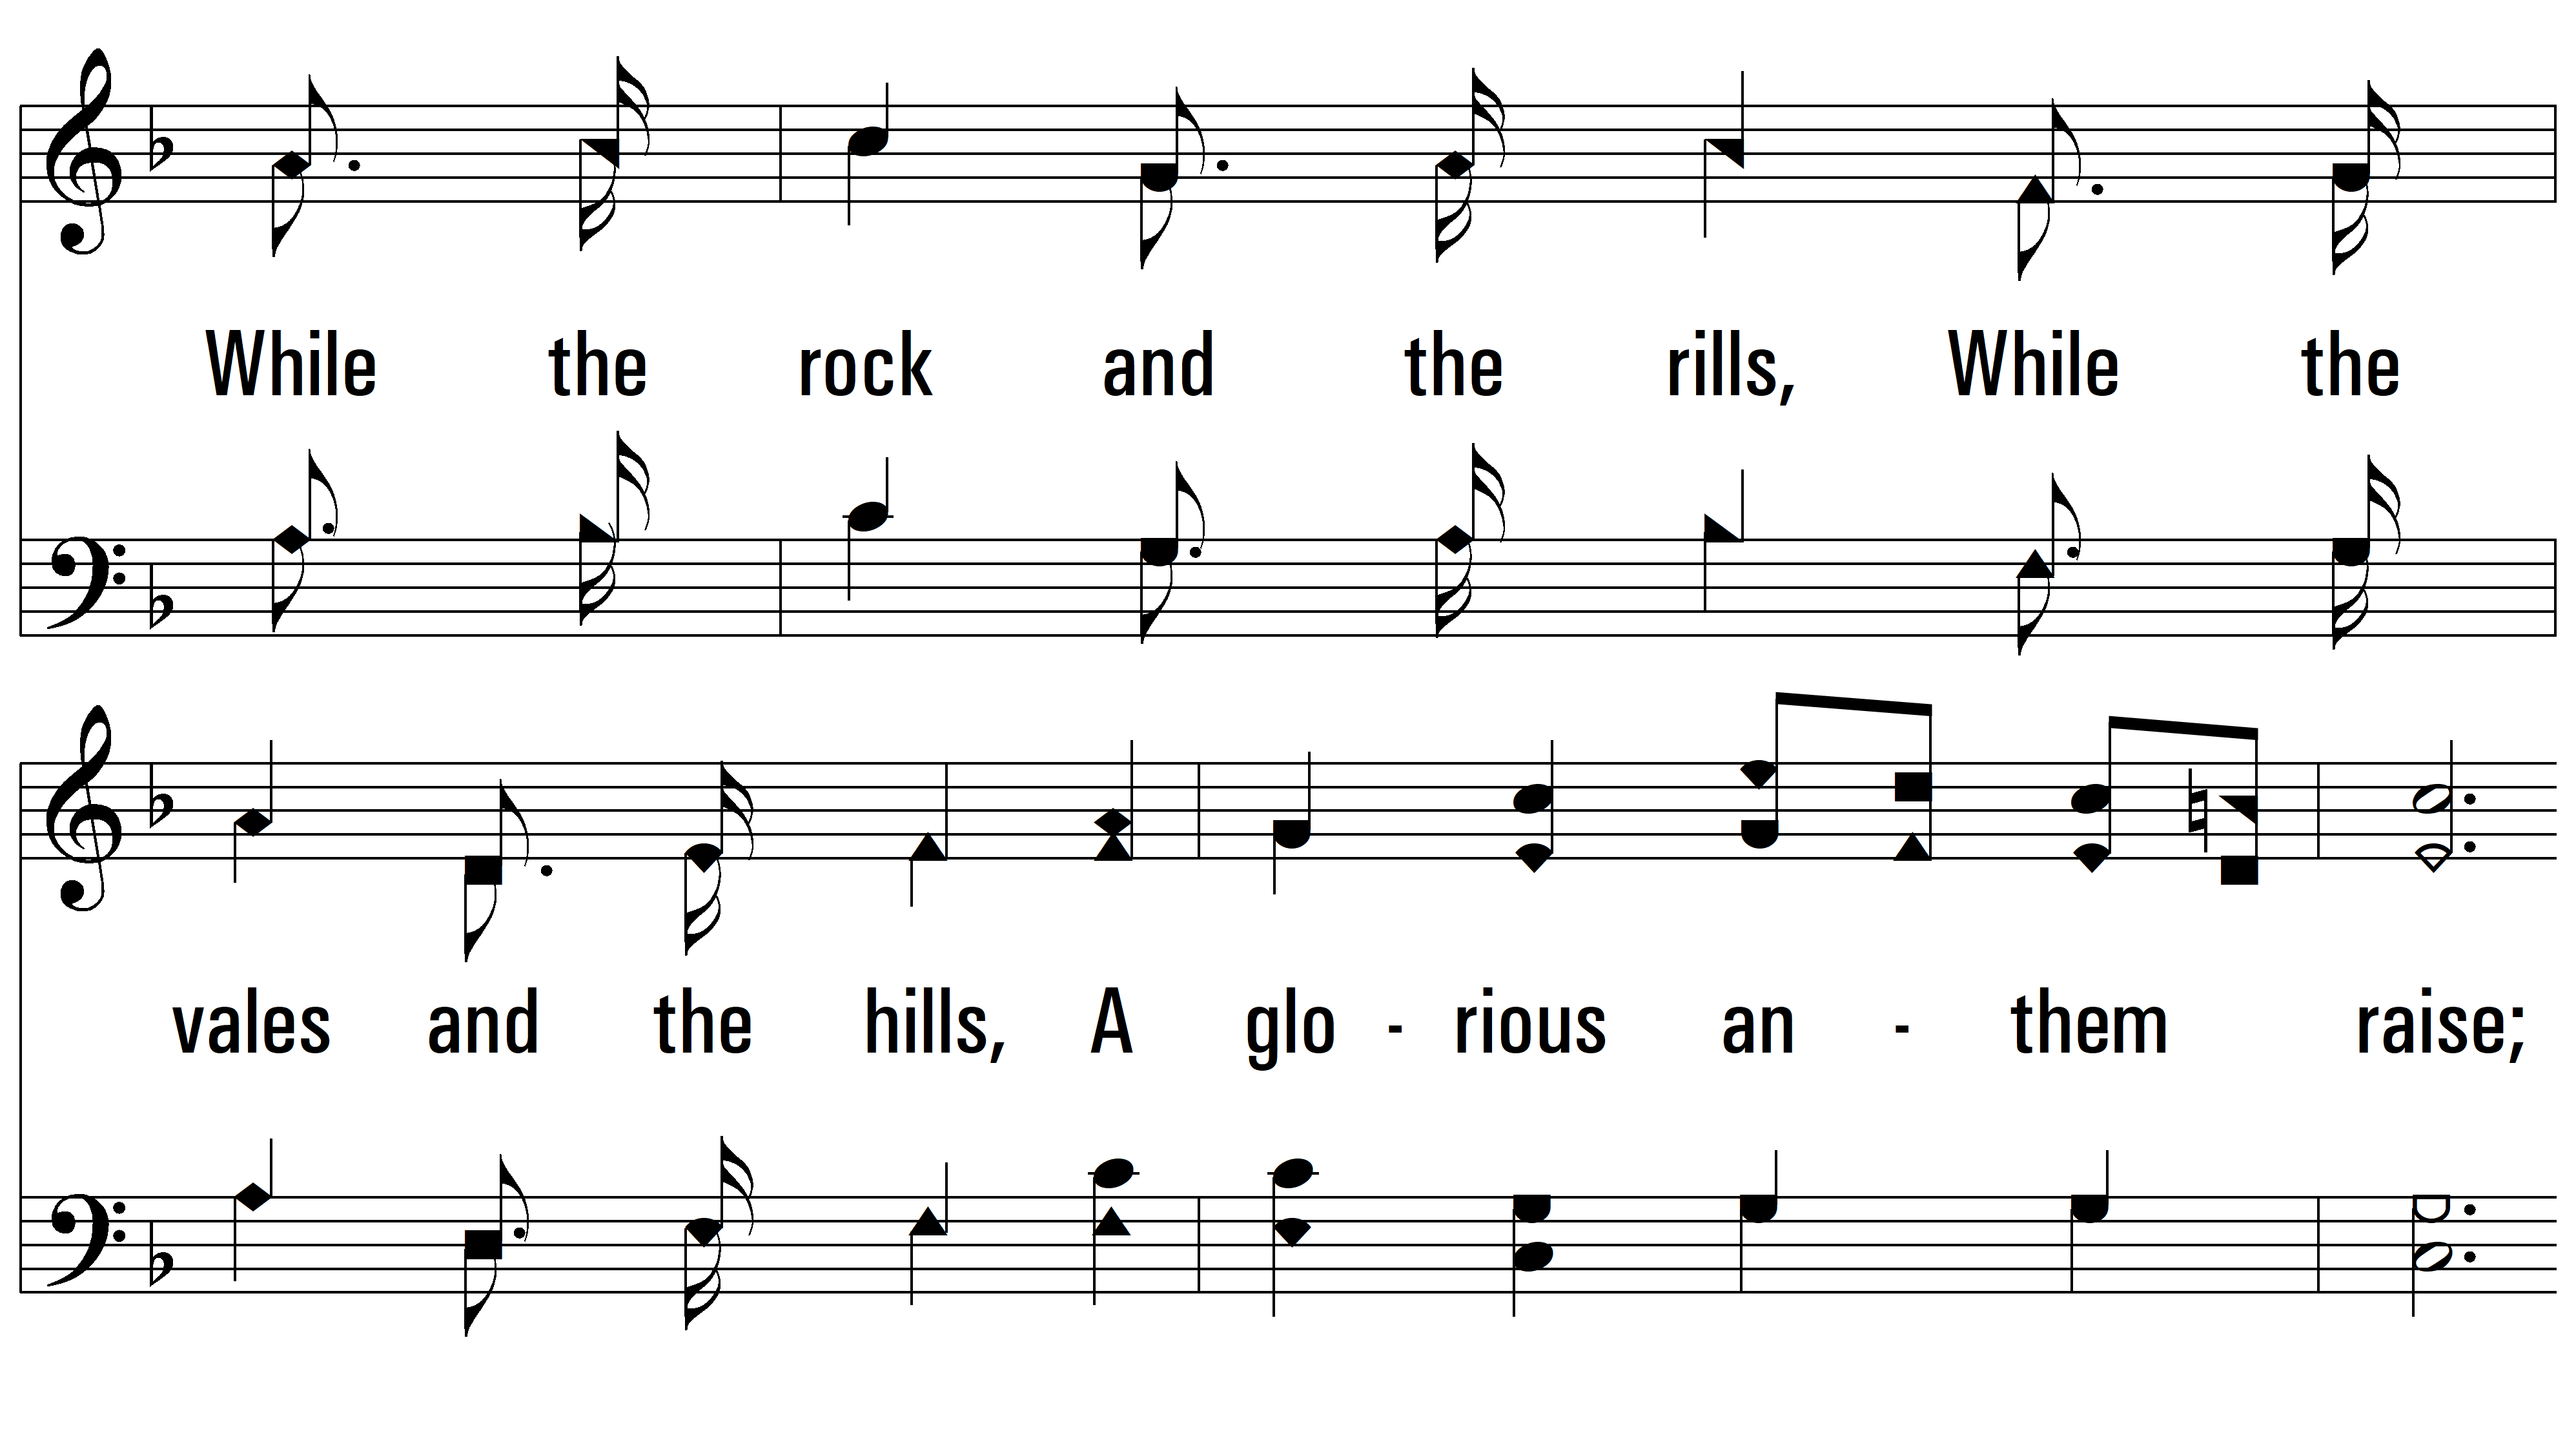 While the rock and the rills, While the
vales and the hills, A glo - rious an - them raise;